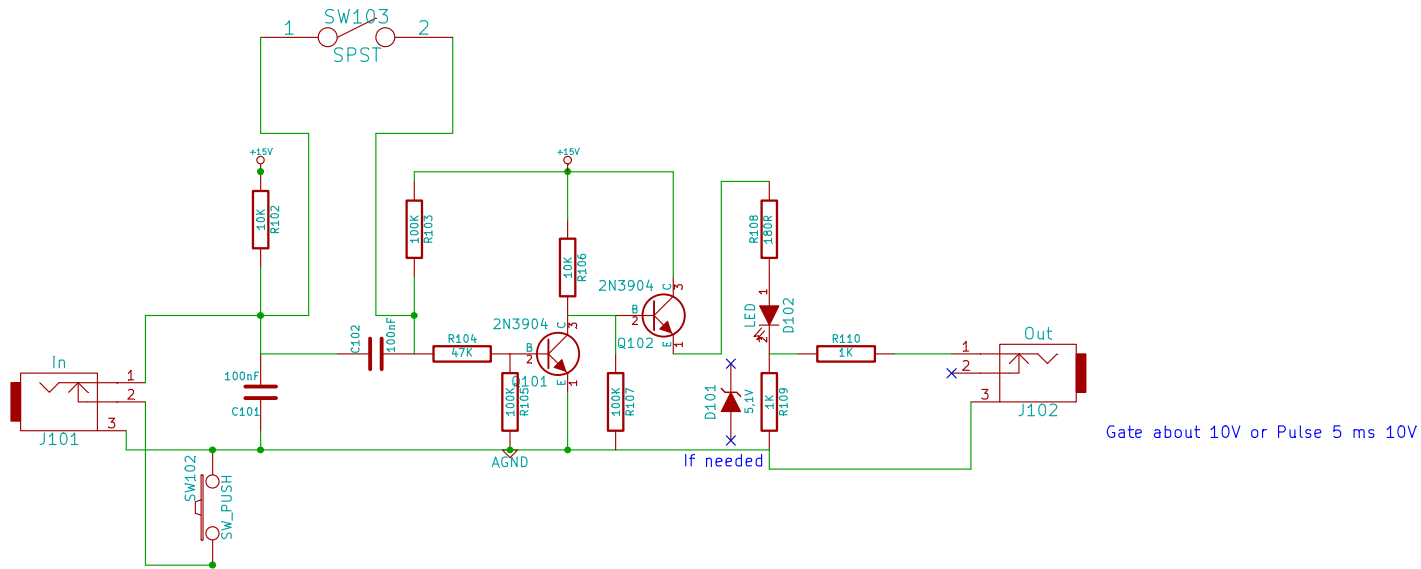 SW103
1
2
SPST
+15V
+15V
10K
R102
100K
R103
10K
R106
R108
180R
2N3904
B
2
C
3
E
1
Q102
1
LED
D102
2
C102
100nF
R104
47K
2N3904
B
2
C
3
E
1
Q101
R110
1K
Out
1
2
3
J102
In
1
2
3
J101
100nF
C101
100K
R105
100K
R107
D101
5,1V
1K
R109
Gate about 10V or Pulse 5 ms 10V
AGND
If needed
SW102
SW_PUSH